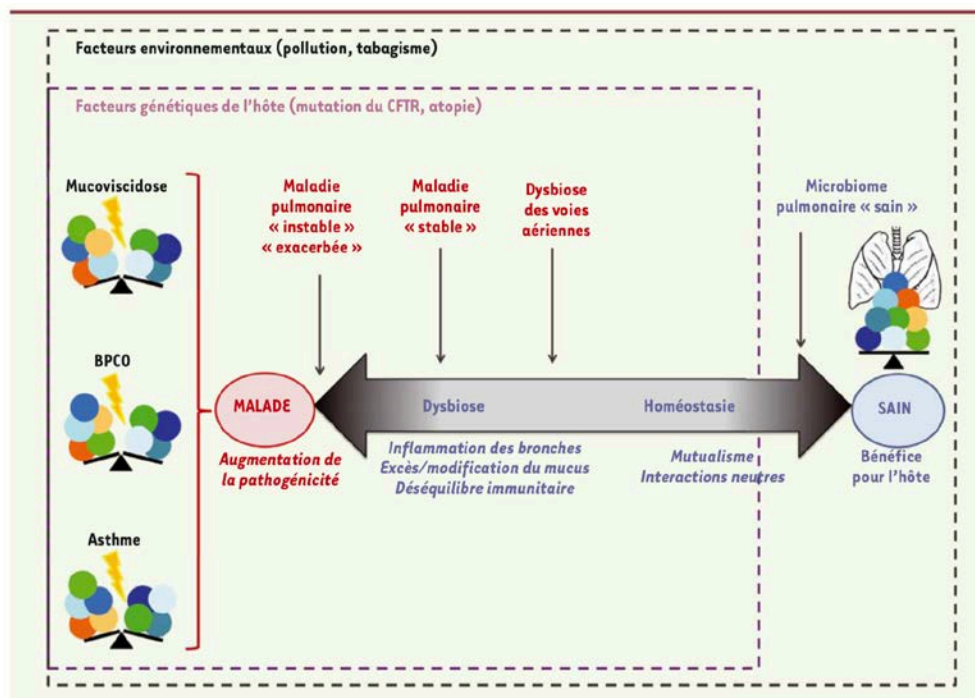 Facteurs environnementaux (pollution, tabagisme)
Facteurs génétiques de l'hôte (mutation du CFTR, atopie)
Mucoviscidose
Maladie
pulmonaire
« instable »
« exacerbée »
Maladie
pulmonaire
« stable »
Dysbiose
des voies
aériennes
Microbiome
pulmonaire « sain »
BPCO
MALADE
Dysbiose
Homéostasie
SAIN
Augmentation de
la pathogénicité
Inflammation des bronches
Excès/modification du mucus
Déséquilibre immunitaire
Mutualisme
Interactions neutres
Bénéfice
pour l'hôte
Asthme